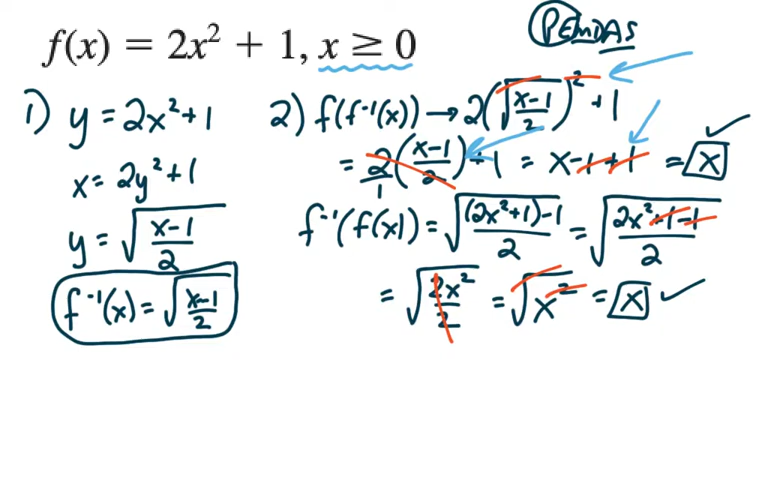 f(x) = 2x² + 1, x ≥ 0
PEMDAS
1) y = 2x²+1
x = 2y²+1
y = √((x-1)/2)
f⁻¹(x) = √((x-1)/2)
2) f(f⁻¹(x)) → 2(√((x-1)/2))² + 1
= 2/1((x-1)/2) + 1 = x-1+1 = x ✓
f⁻¹(f(x)) = √(((2x²+1)-1)/2) = √((2x²+1-1)/2)
= √(2x²/2) = √x² = x ✓